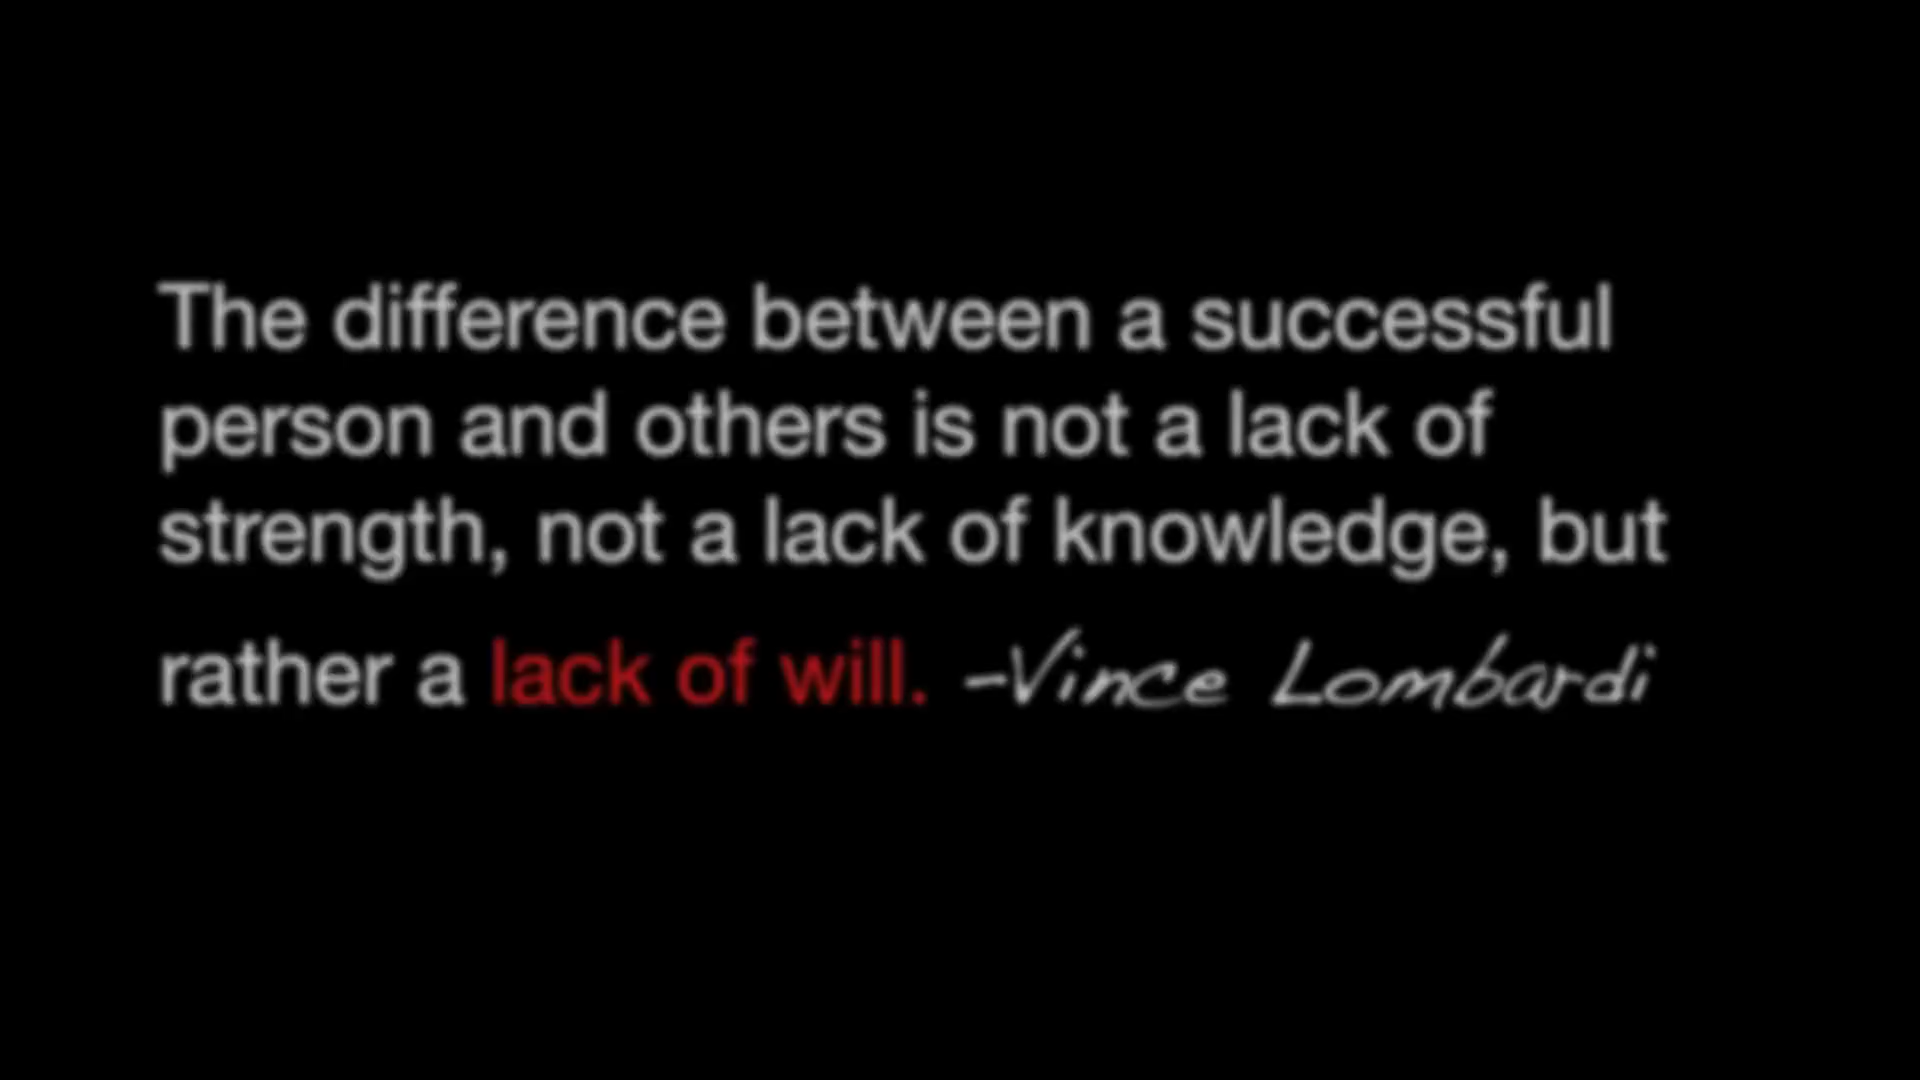 The difference between a successful
person and others is not a lack of
strength, not a lack of knowledge, but
rather a lack of will. -Vince Lombardi